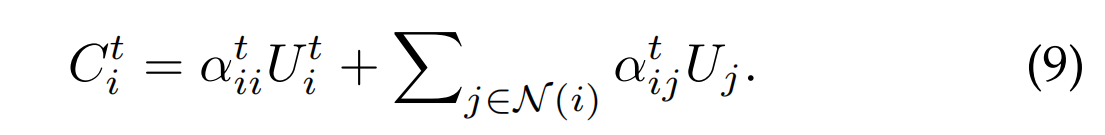 $C_i^t = \alpha_{ii}^t U_i^t + \sum_{j \in \mathcal{N}(i)} \alpha_{ij}^t U_j.$ (9)